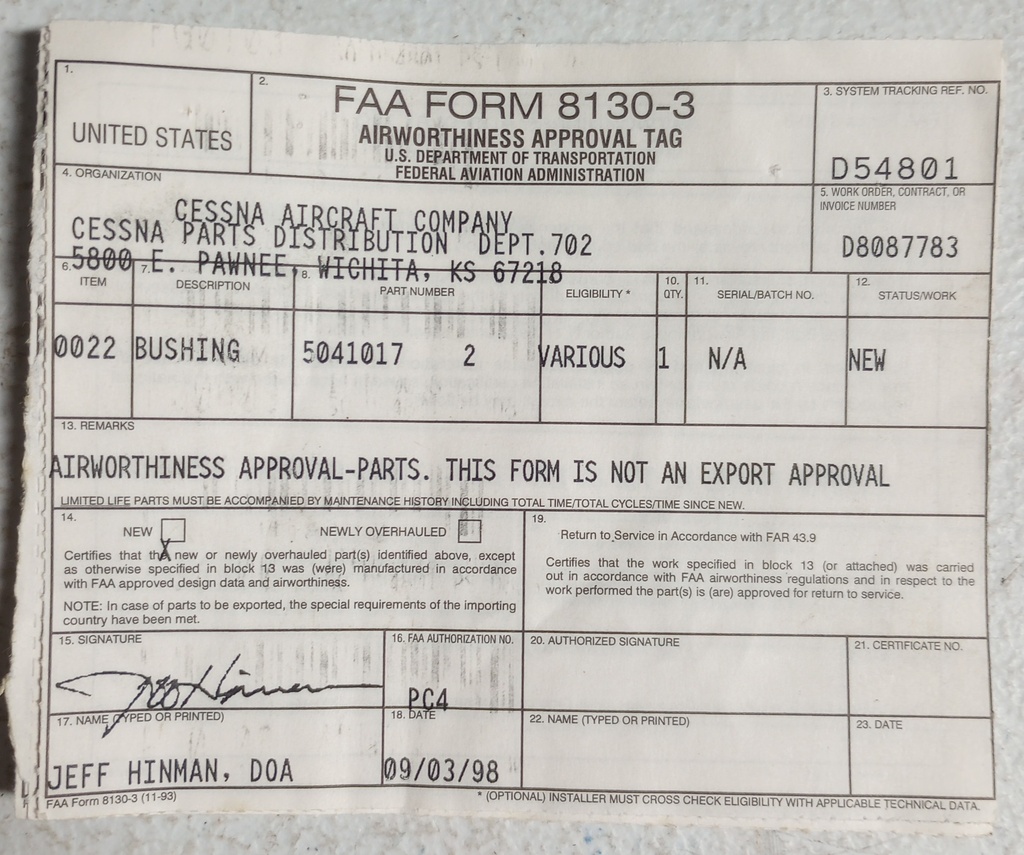 1.
UNITED STATES
2.
FAA FORM 8130-3
AIRWORTHINESS APPROVAL TAG
U.S. DEPARTMENT OF TRANSPORTATION
FEDERAL AVIATION ADMINISTRATION
3. SYSTEM TRACKING REF. NO.
D54801
4. ORGANIZATION
CESSNA AIRCRAFT COMPANY
CESSNA PARTS DISTRIBUTION DEPT.702
5800 E. PAWNEE, WICHITA, KS 67218
5. WORK ORDER, CONTRACT, OR
INVOICE NUMBER
D8087783
6. ITEM
7. DESCRIPTION
8. PART NUMBER
ELIGIBILITY *
10. QTY.
11. SERIAL/BATCH NO.
12. STATUS/WORK
0022 BUSHING 5041017 2 VARIOUS 1 N/A NEW
13. REMARKS
AIRWORTHINESS APPROVAL-PARTS. THIS FORM IS NOT AN EXPORT APPROVAL
LIMITED LIFE PARTS MUST BE ACCOMPANIED BY MAINTENANCE HISTORY INCLUDING TOTAL TIME/TOTAL CYCLES/TIME SINCE NEW.
14.
NEW NEWLY OVERHAULED
X
Certifies that the new or newly overhauled part(s) identified above, except
as otherwise specified in block 13 was (were) manufactured in accordance
with FAA approved design data and airworthiness.
NOTE: In case of parts to be exported, the special requirements of the importing
country have been met.
19.
Return to Service in Accordance with FAR 43.9
Certifies that the work specified in block 13 (or attached) was carried
out in accordance with FAA airworthiness regulations and in respect to the
work performed the part(s) is (are) approved for return to service.
15. SIGNATURE
Jeff Hinman
16. FAA AUTHORIZATION NO.
PC4
20. AUTHORIZED SIGNATURE
21. CERTIFICATE NO.
17. NAME (TYPED OR PRINTED)
JEFF HINMAN, DOA
18. DATE
09/03/98
22. NAME (TYPED OR PRINTED)
23. DATE
FAA Form 8130-3 (11-93)
* (OPTIONAL) INSTALLER MUST CROSS CHECK ELIGIBILITY WITH APPLICABLE TECHNICAL DATA.